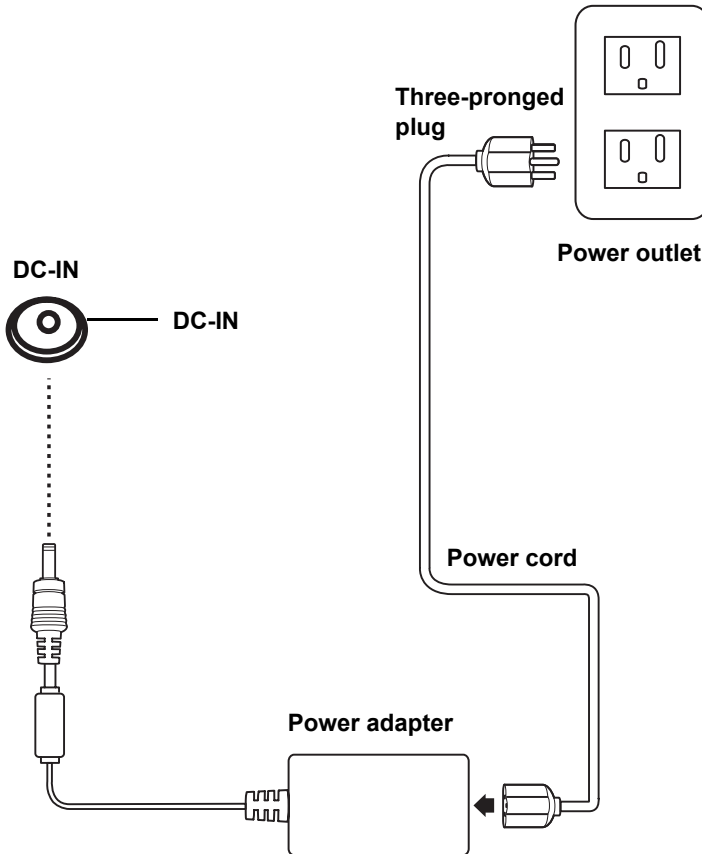 Three-pronged
plug
Power outlet
DC-IN
DC-IN
Power cord
Power adapter